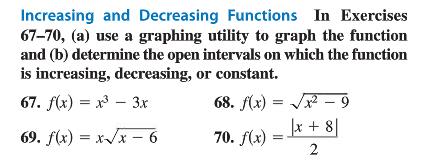 Increasing and Decreasing Functions In Exercises
67–70, (a) use a graphing utility to graph the function
and (b) determine the open intervals on which the function
is increasing, decreasing, or constant.
67. f(x) = x³ − 3x 68. f(x) = √(x² − 9)
69. f(x) = x√(x − 6) 70. f(x) = |x + 8| / 2